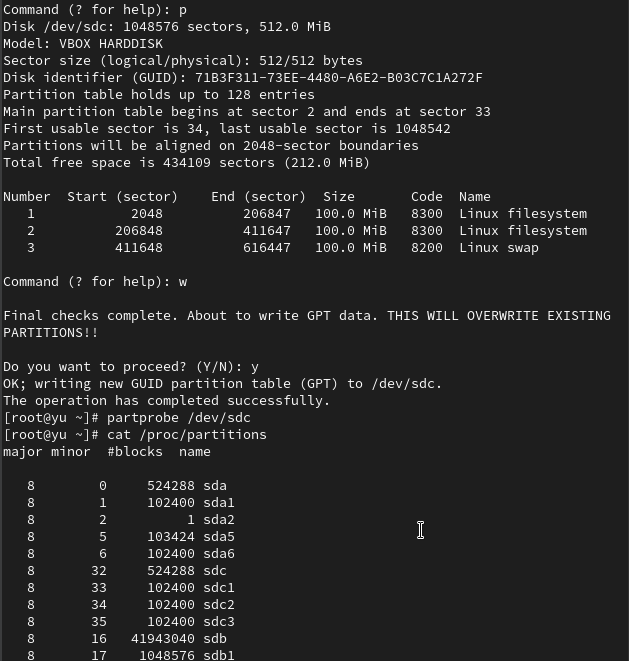 Command (? for help): p
Disk /dev/sdc: 1048576 sectors, 512.0 MiB
Model: VBOX HARDDISK
Sector size (logical/physical): 512/512 bytes
Disk identifier (GUID): 71B3F311-73EE-4480-A6E2-B03C7C1A272F
Partition table holds up to 128 entries
Main partition table begins at sector 2 and ends at sector 33
First usable sector is 34, last usable sector is 1048542
Partitions will be aligned on 2048-sector boundaries
Total free space is 434109 sectors (212.0 MiB)
Number  Start (sector)    End (sector)  Size       Code  Name
   1            2048          206847   100.0 MiB   8300  Linux filesystem
   2          206848          411647   100.0 MiB   8300  Linux filesystem
   3          411648          616447   100.0 MiB   8200  Linux swap
Command (? for help): w
Final checks complete. About to write GPT data. THIS WILL OVERWRITE EXISTING
PARTITIONS!!
Do you want to proceed? (Y/N): y
OK; writing new GUID partition table (GPT) to /dev/sdc.
The operation has completed successfully.
[root@yu ~]# partprobe /dev/sdc
[root@yu ~]# cat /proc/partitions
major minor  #blocks  name
   8        0     524288 sda
   8        1     102400 sda1
   8        2          1 sda2
   8        5     103424 sda5
   8        6     102400 sda6
   8       32     524288 sdc
   8       33     102400 sdc1
   8       34     102400 sdc2
   8       35     102400 sdc3
   8       16   41943040 sdb
   8       17    1048576 sdb1